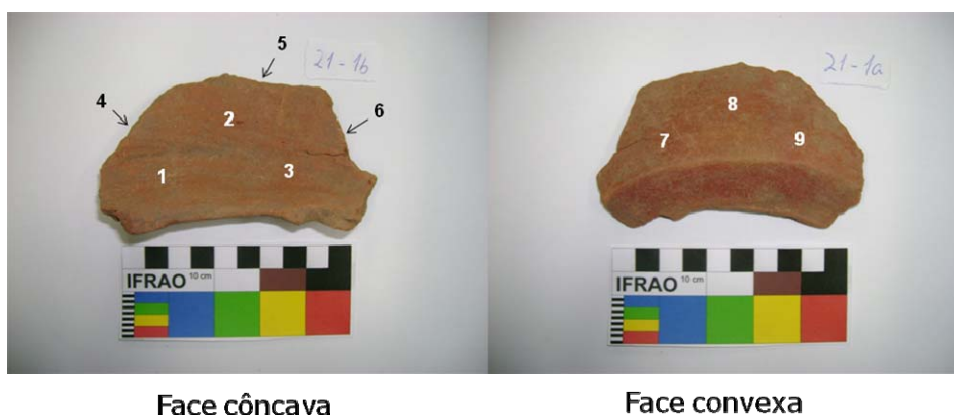 5
21-1b
4
6
2
1
3
IFRAO 10 cm
Face côncava
21-1a
8
7
9
IFRAO 10 cm
Face convexa